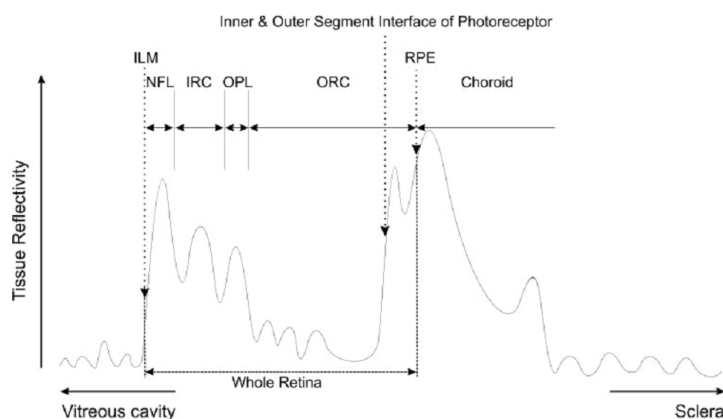 Inner & Outer Segment Interface of Photoreceptor
ILM
RPE
NFL IRC OPL ORC Choroid
Tissue Reflectivity
Whole Retina
Vitreous cavity Sclera